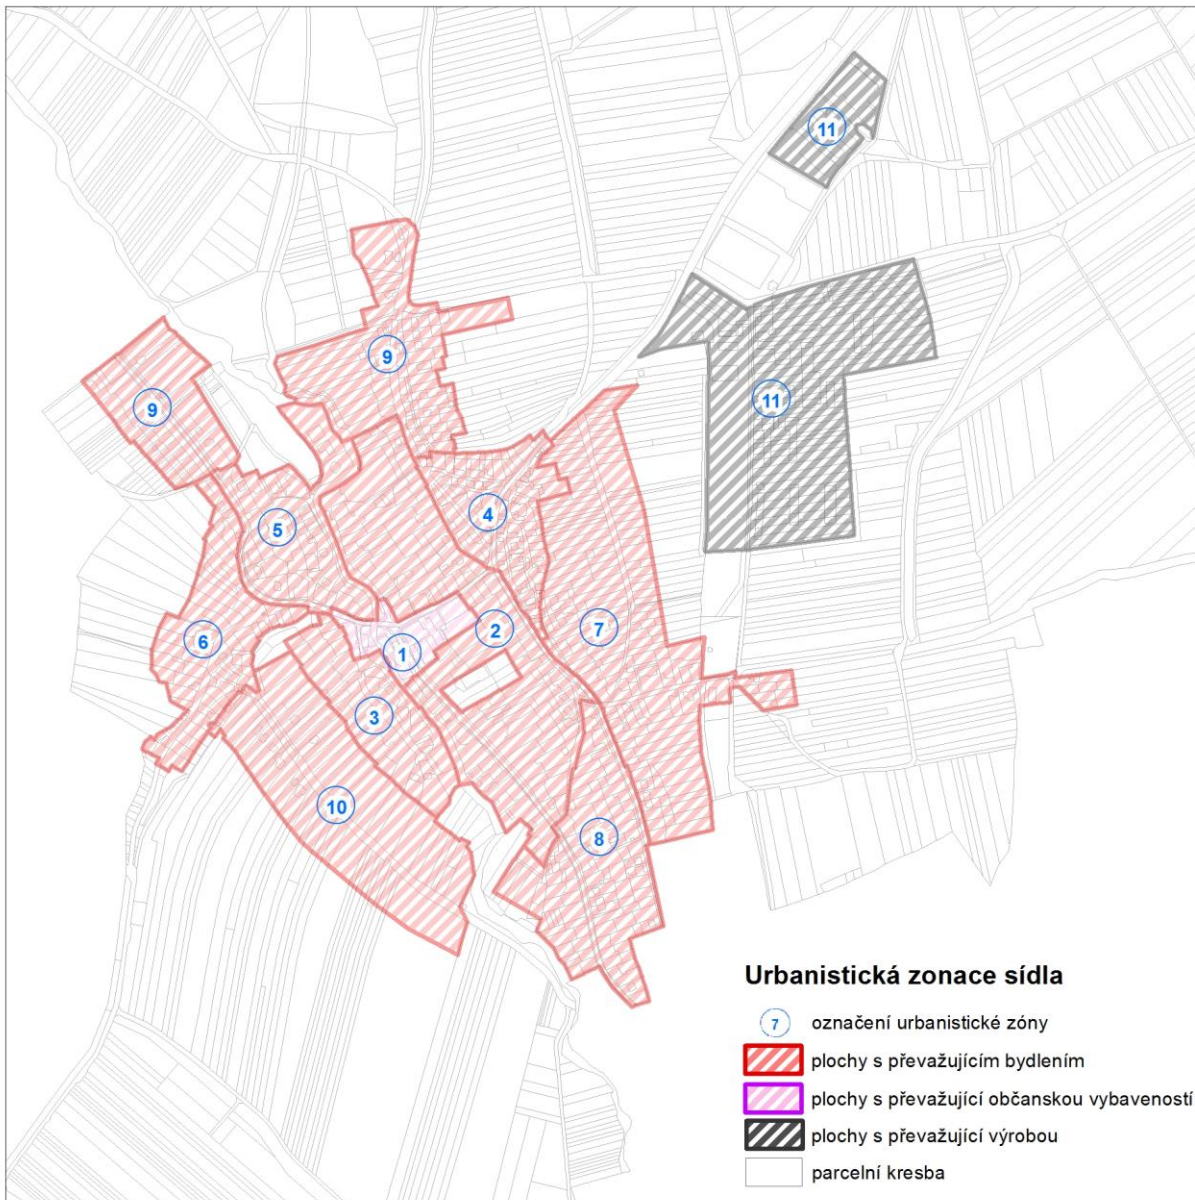 11
9
11
9
4
5
7
2
6
1
3
10
8
Urbanistická zonace sídla
7 označení urbanistické zóny
plochy s převažujícím bydlením
plochy s převažující občanskou vybaveností
plochy s převažující výrobou
parcelní kresba